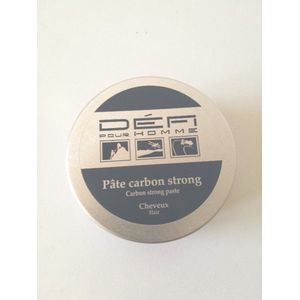 DÉFI
POUR HOMME
Pâte carbon strong
Carbon strong paste
Cheveux
Hair